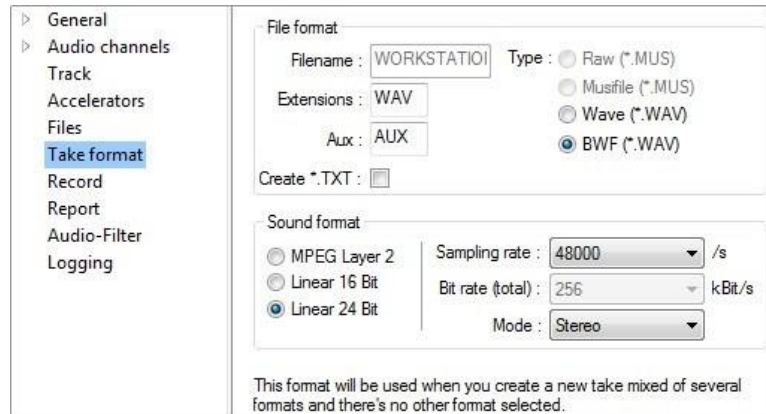 General
Audio channels
Track
Accelerators
Files
Take format
Record
Report
Audio-Filter
Logging
File format
Filename : WORKSTATIOI
Extensions : WAV
Aux : AUX
Create *.TXT :
Type : Raw (*.MUS)
Musifile (*.MUS)
Wave (*.WAV)
BWF (*.WAV)
Sound format
MPEG Layer 2
Linear 16 Bit
Linear 24 Bit
Sampling rate : 48000 /s
Bit rate (total) : 256 kBit/s
Mode : Stereo
This format will be used when you create a new take mixed of several
formats and there's no other format selected.